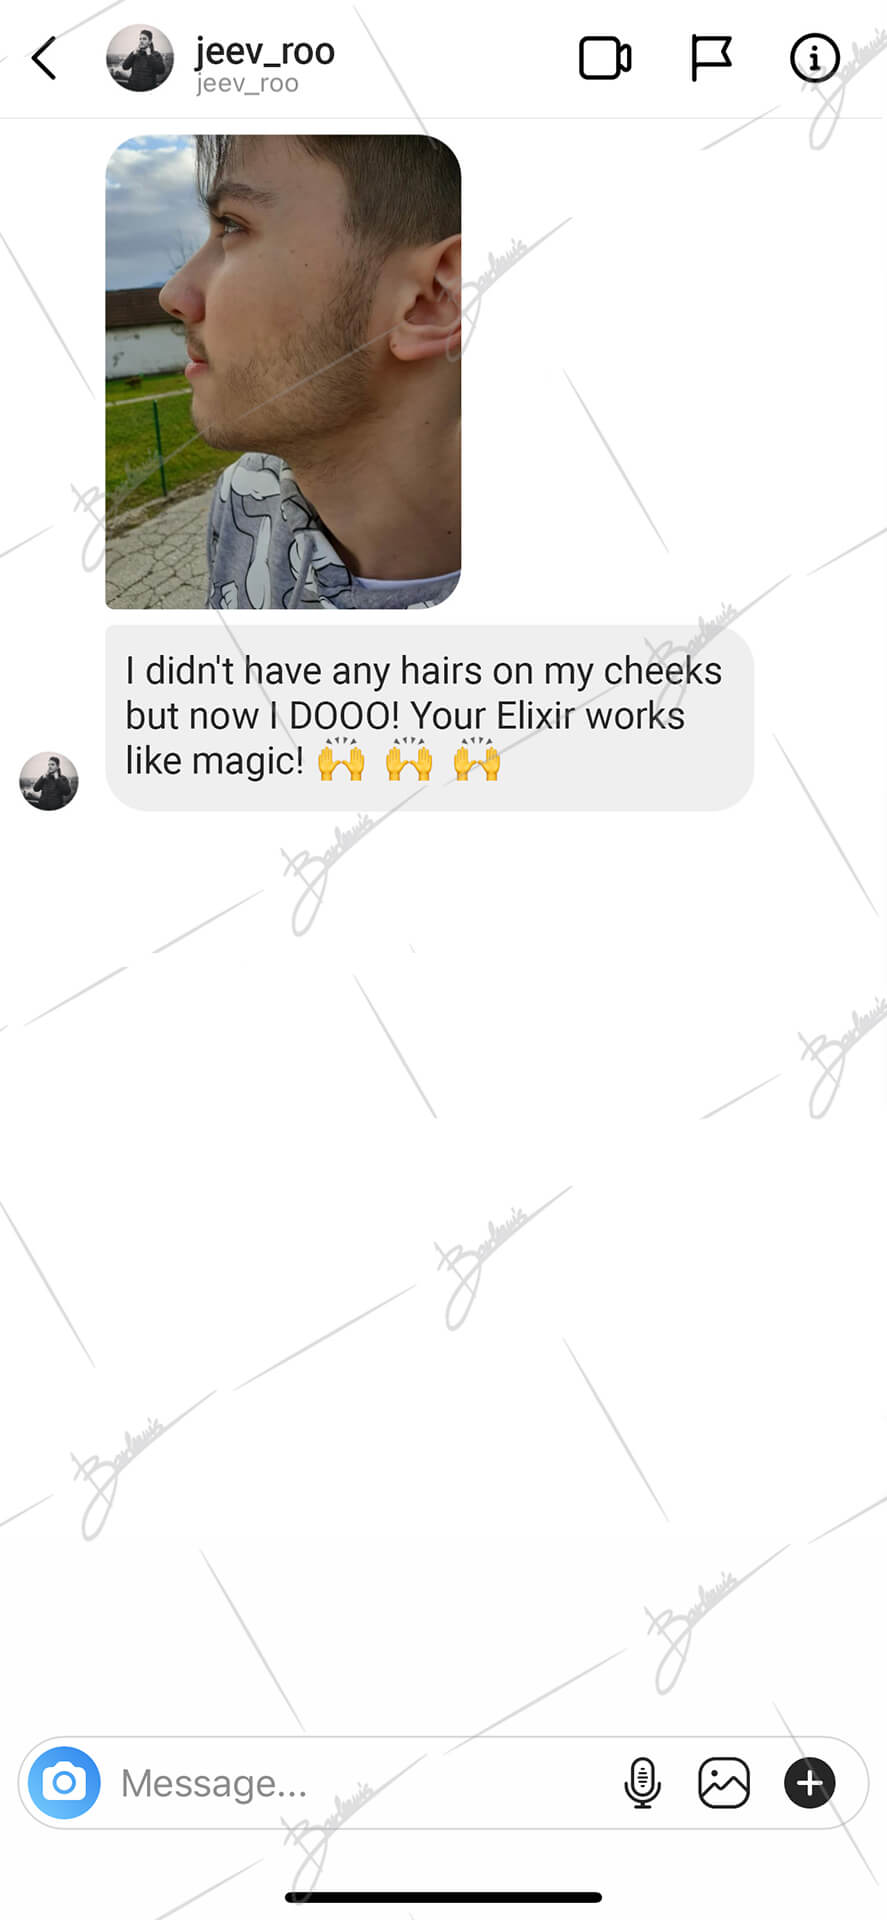 jeev_roo
jeev_roo
I didn't have any hairs on my cheeks
but now I DOOO! Your Elixir works
like magic! 🙌 🙌 🙌
Message...